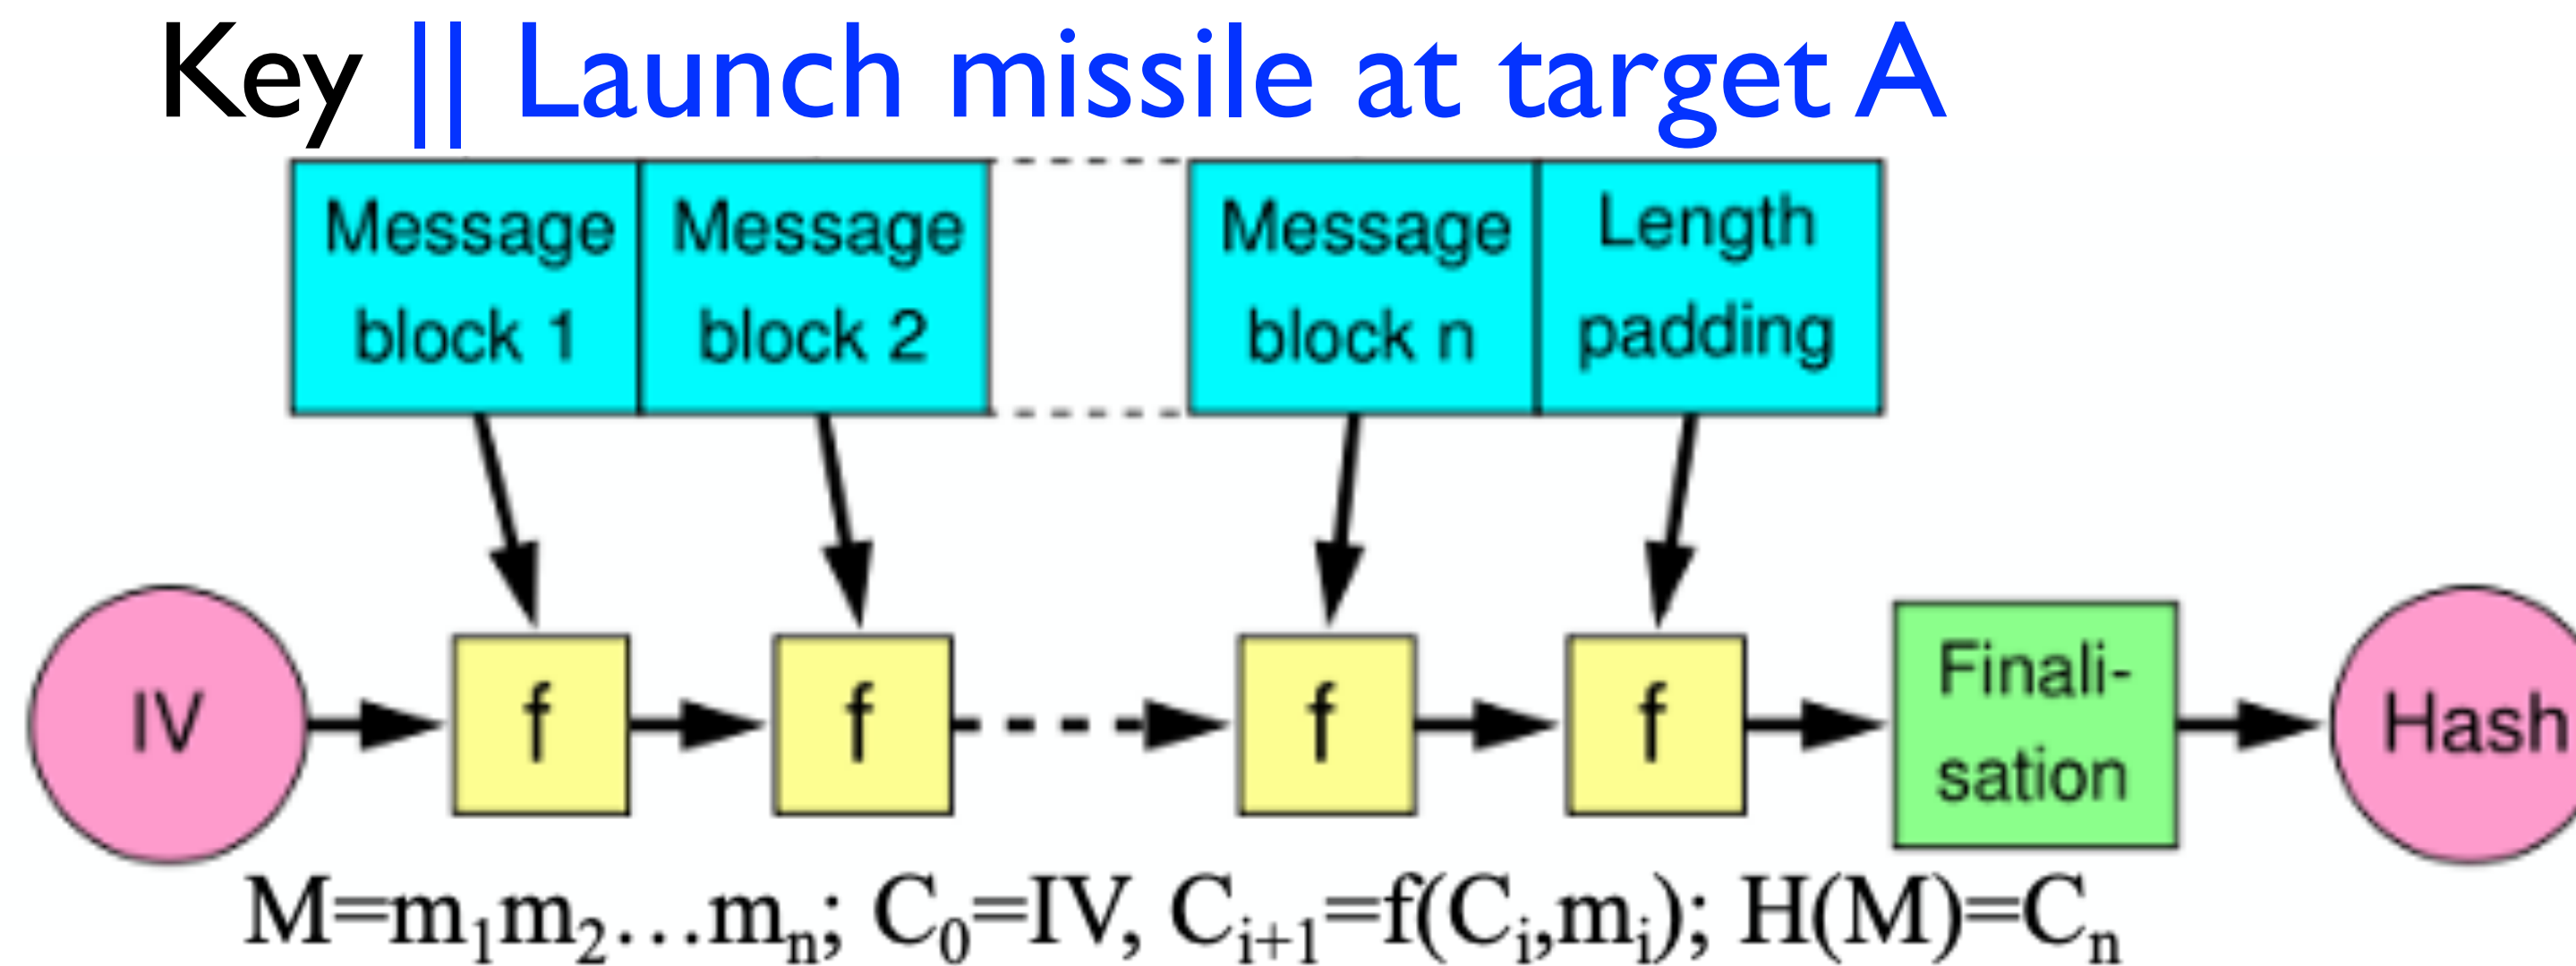 Key || Launch missile at target A
Message block 1
Message block 2
Message block n
Length padding
IV
f
f
f
f
Finali-
sation
Hash
M=m₁m₂…mₙ; C₀=IV, Cᵢ₊₁=f(Cᵢ,mᵢ); H(M)=Cₙ